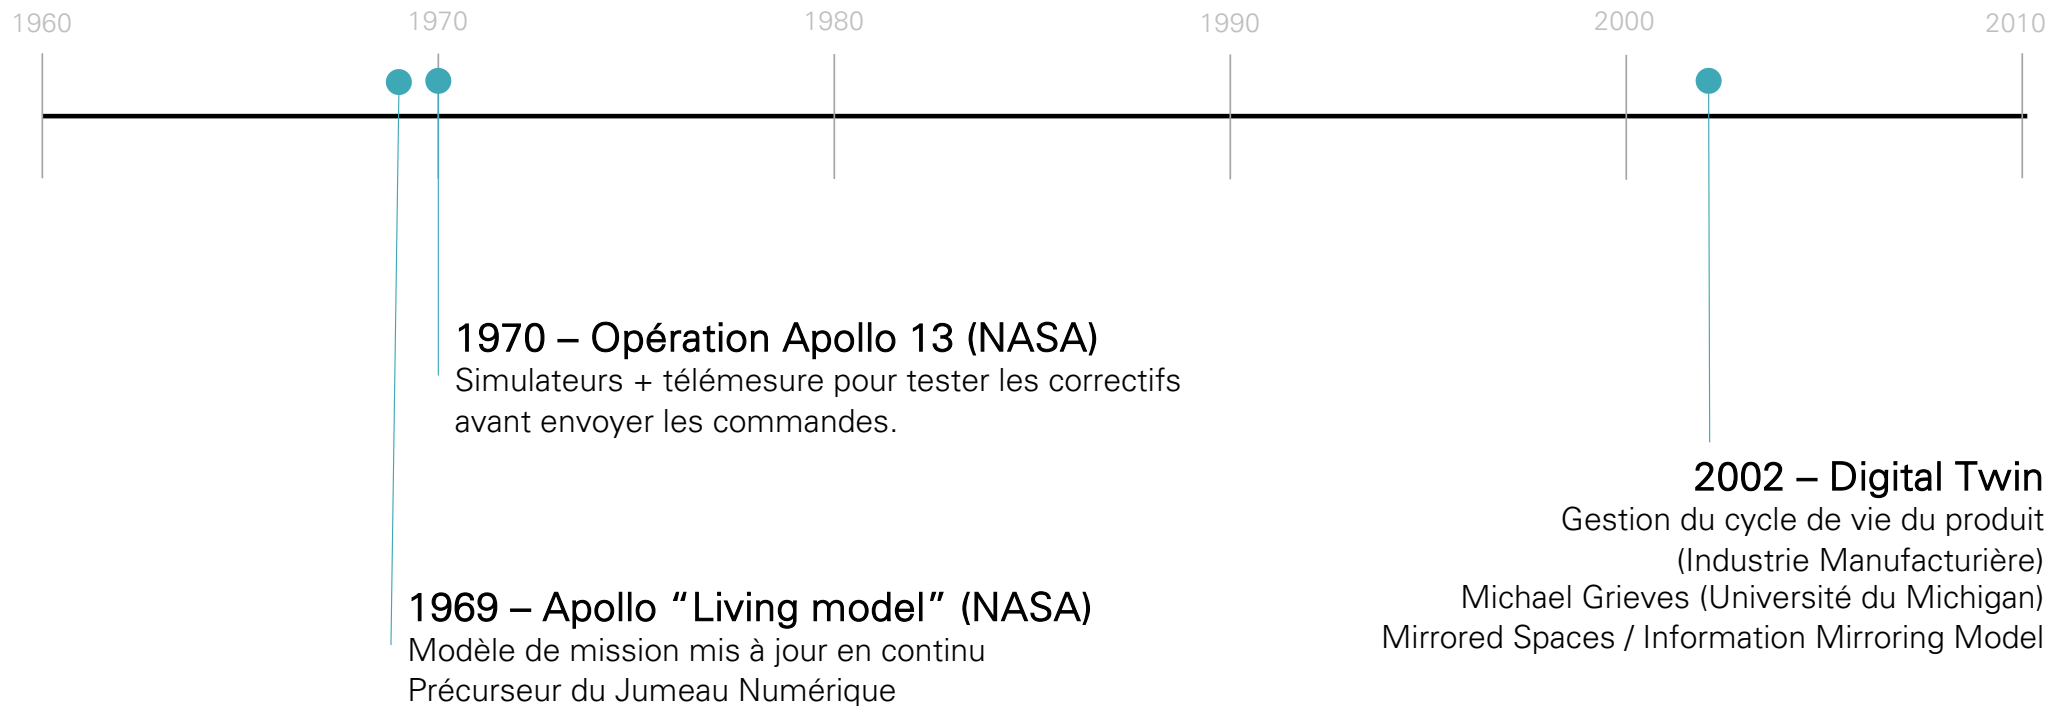 1960
1970
1980
1990
2000
2010
1970 – Opération Apollo 13 (NASA)
Simulateurs + télémesure pour tester les correctifs
avant envoyer les commandes.
1969 – Apollo “Living model” (NASA)
Modèle de mission mis à jour en continu
Précurseur du Jumeau Numérique
2002 – Digital Twin
Gestion du cycle de vie du produit
(Industrie Manufacturière)
Michael Grieves (Université du Michigan)
Mirrored Spaces / Information Mirroring Model